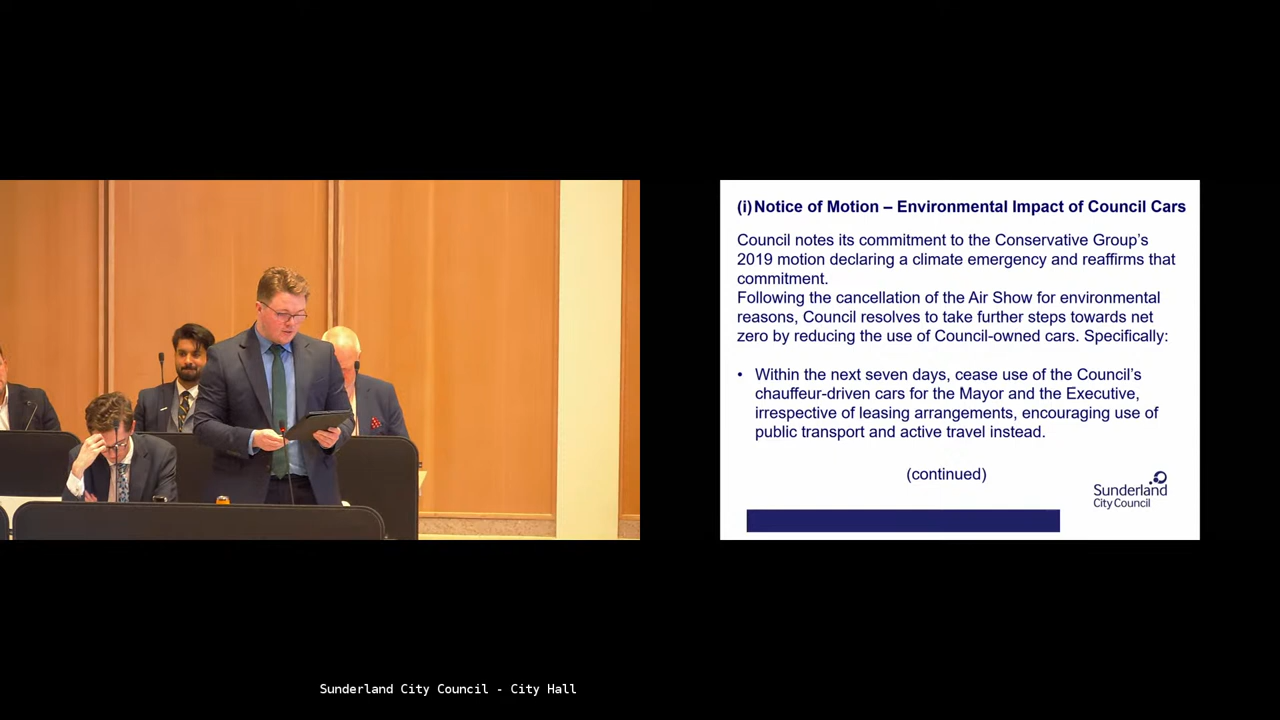 (i) Notice of Motion – Environmental Impact of Council Cars
Council notes its commitment to the Conservative Group's
2019 motion declaring a climate emergency and reaffirms that
commitment.
Following the cancellation of the Air Show for environmental
reasons, Council resolves to take further steps towards net
zero by reducing the use of Council-owned cars. Specifically:
• Within the next seven days, cease use of the Council's
chauffeur-driven cars for the Mayor and the Executive,
irrespective of leasing arrangements, encouraging use of
public transport and active travel instead.
(continued)
Sunderland
City Council
Sunderland City Council - City Hall